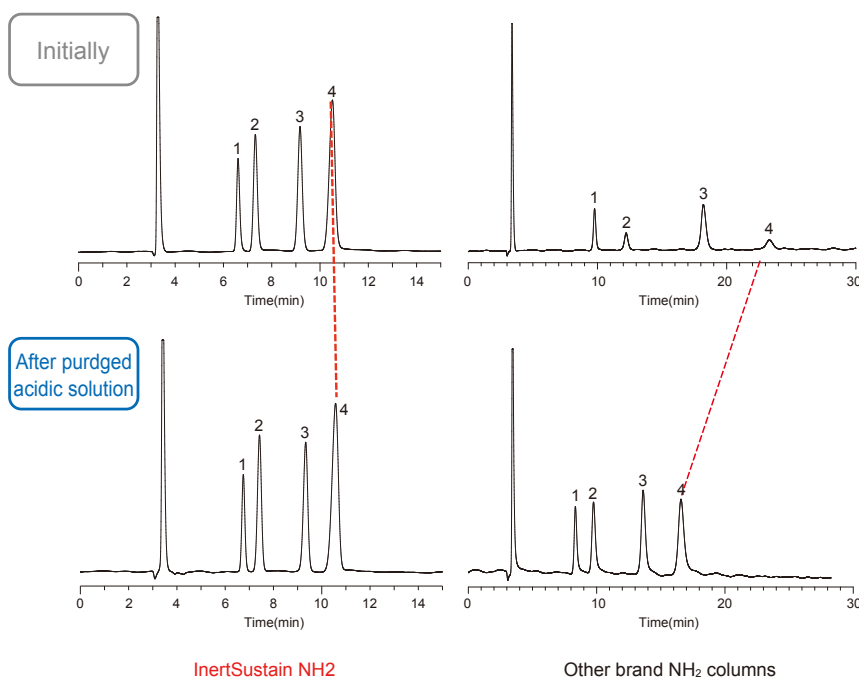 Initially
1
2
3
4
0 2 4 6 8 10 12 14
Time(min)
1
2
3
4
0 10 20 30
Time(min)
After purdged
acidic solution
1
2
3
4
0 2 4 6 8 10 12 14
Time(min)
1
2
3
4
0 10 20 30
Time(min)
InertSustain NH2
Other brand NH₂ columns